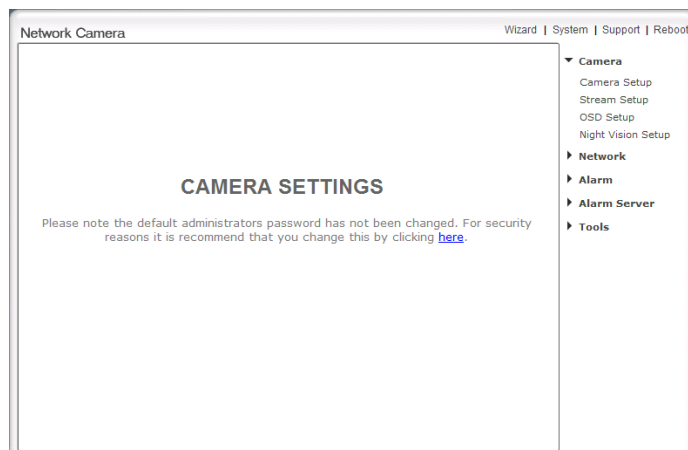 Network Camera
Wizard | System | Support | Reboot
Camera
Camera Setup
Stream Setup
OSD Setup
Night Vision Setup
Network
Alarm
Alarm Server
Tools
CAMERA SETTINGS
Please note the default administrators password has not been changed. For security
reasons it is recommend that you change this by clicking here.